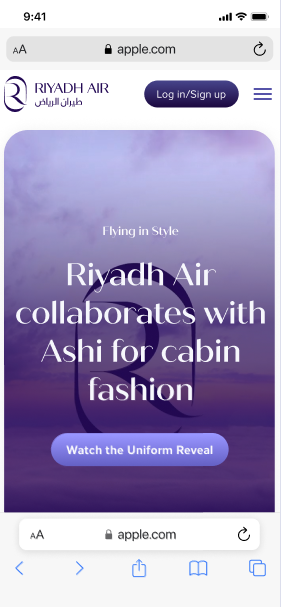 9:41
AA
apple.com
RIYADH AIR
طيران الرياض
Log in/Sign up
Flying in Style
Riyadh Air
collaborates with
Ashi for cabin
fashion
Watch the Uniform Reveal
AA
apple.com